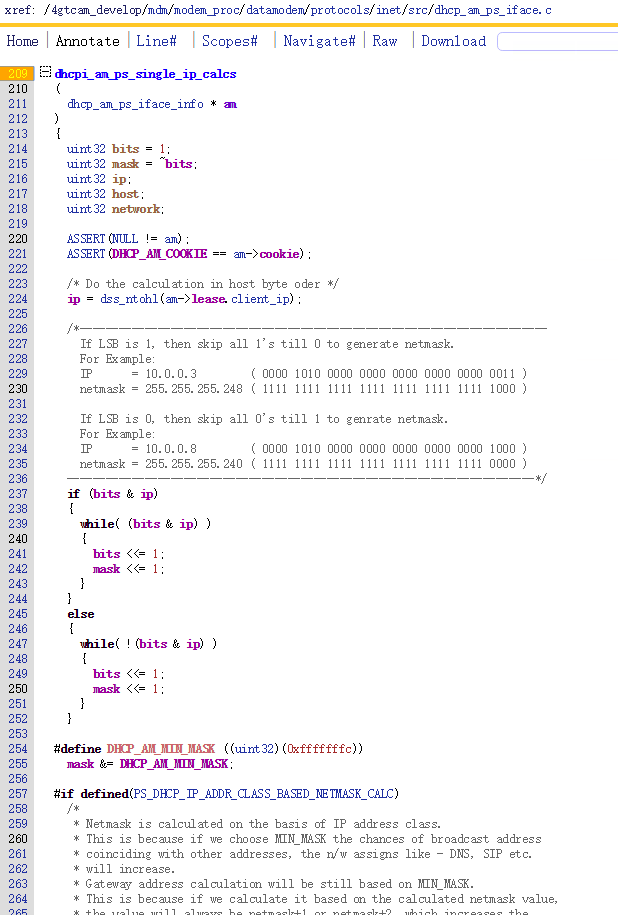 xref: /4gtcam_develop/mdm/modem_proc/datamodem/protocols/inet/src/dhcp_am_ps_iface.c
Home Annotate Line# Scopes# Navigate# Raw Download
209 dhcpi_am_ps_single_ip_calcs
210 (
211 dhcp_am_ps_iface_info * am
212 )
213 {
214 uint32 bits = 1;
215 uint32 mask = ~bits;
216 uint32 ip;
217 uint32 host;
218 uint32 network;
219
220 ASSERT(NULL != am);
221 ASSERT(DHCP_AM_COOKIE == am->cookie);
222
223 /* Do the calculation in host byte oder */
224 ip = dss_ntohl(am->lease.client_ip);
225
226 /*-----------------------------------------------------------------------
227 If LSB is 1, then skip all 1's till 0 to generate netmask.
228 For Example:
229 IP = 10.0.0.3 ( 0000 1010 0000 0000 0000 0000 0000 0011 )
230 netmask = 255.255.255.248 ( 1111 1111 1111 1111 1111 1111 1111 1000 )
231
232 If LSB is 0, then skip all 0's till 1 to genrate netmask.
233 For Example:
234 IP = 10.0.0.8 ( 0000 1010 0000 0000 0000 0000 0000 1000 )
235 netmask = 255.255.255.240 ( 1111 1111 1111 1111 1111 1111 1111 0000 )
236 -----------------------------------------------------------------------*/
237 if (bits & ip)
238 {
239 while( (bits & ip) )
240 {
241 bits <<= 1;
242 mask <<= 1;
243 }
244 }
245 else
246 {
247 while( !(bits & ip) )
248 {
249 bits <<= 1;
250 mask <<= 1;
251 }
252 }
253
254 #define DHCP_AM_MIN_MASK ((uint32)(0xfffffffc))
255 mask &= DHCP_AM_MIN_MASK;
256
257 #if defined(PS_DHCP_IP_ADDR_CLASS_BASED_NETMASK_CALC)
258 /*
259 * Netmask is calculated on the basis of IP address class.
260 * This is because if we choose MIN_MASK the chances of broadcast address
261 * coinciding with other addresses, the n/w assigns like - DNS, SIP etc.
262 * will increase.
263 * Gateway address calculation will be still based on MIN_MASK.
264 * This is because if we calculate it based on the calculated netmask value,
265 * the value will always be netmask+1 or netmask+2, which increases the